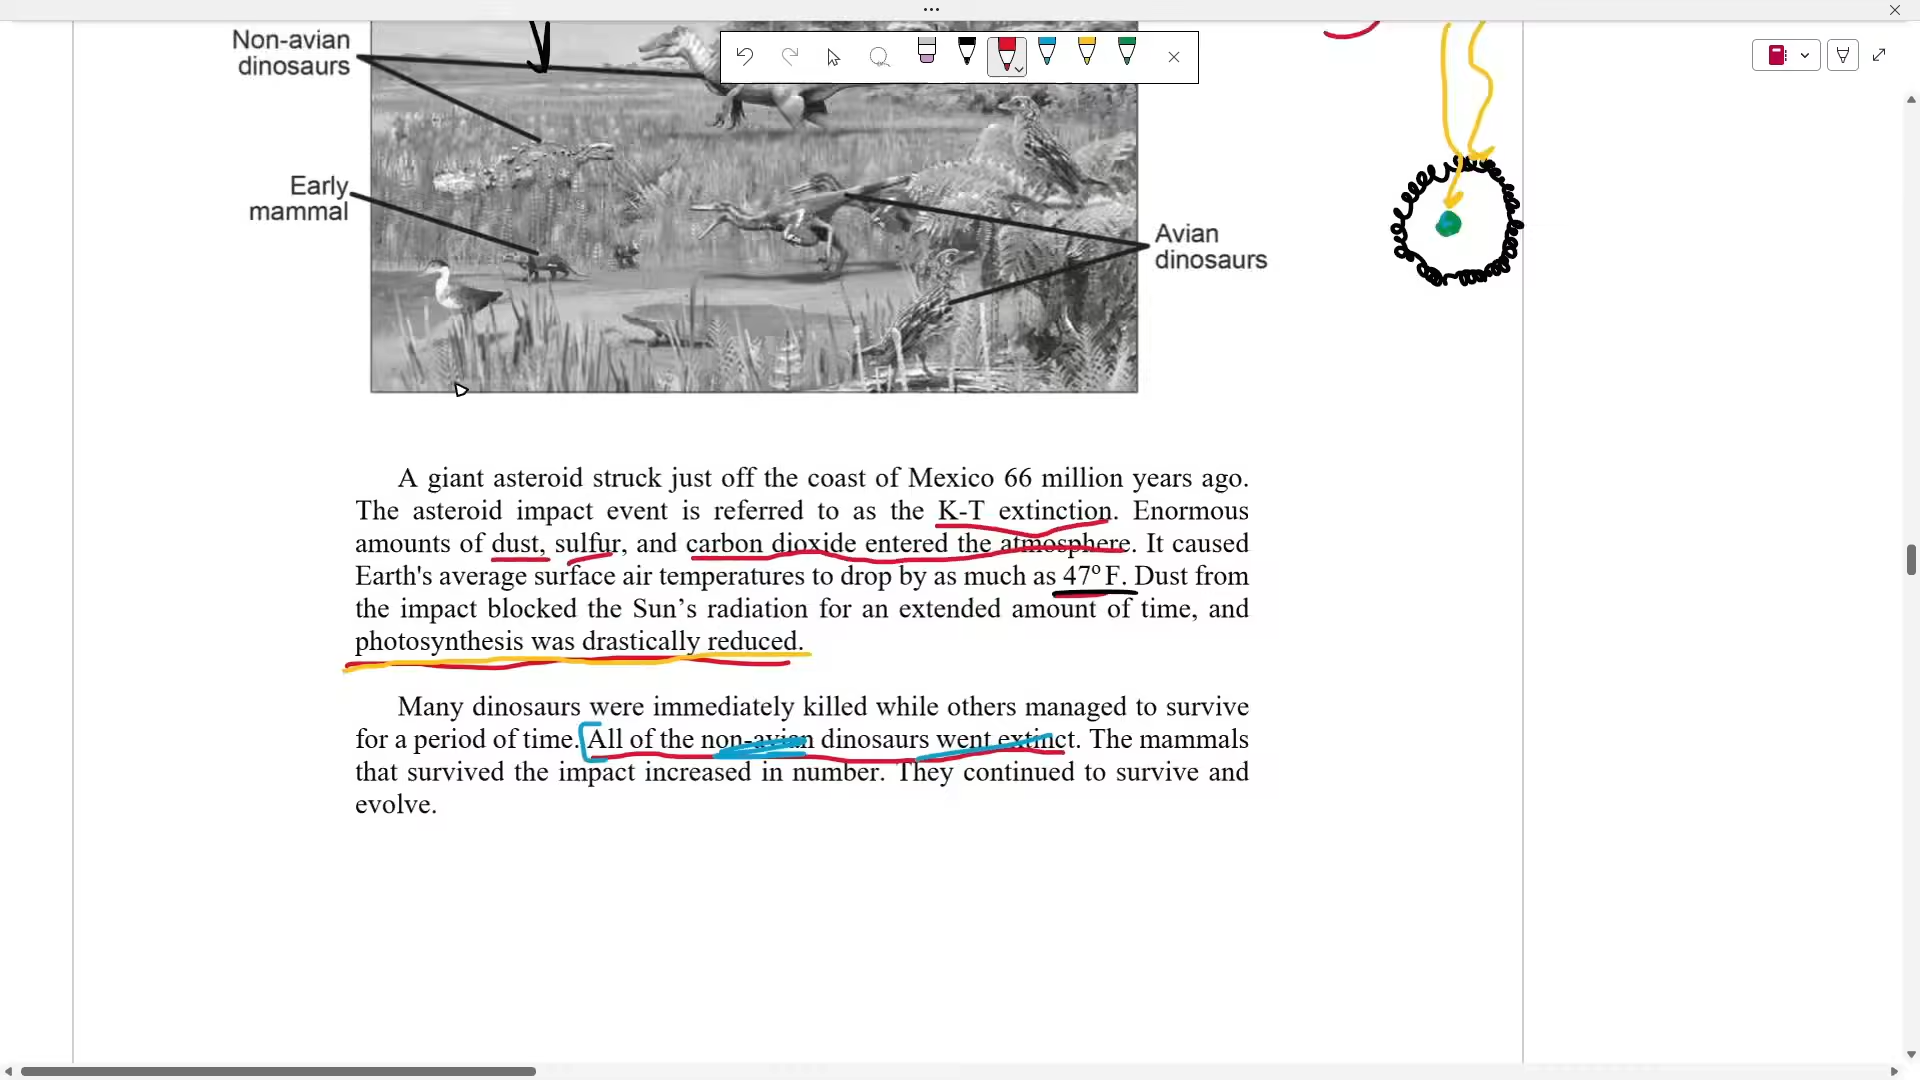 Non-avian
dinosaurs
Early
mammal
Avian
dinosaurs
A giant asteroid struck just off the coast of Mexico 66 million years ago.
The asteroid impact event is referred to as the K-T extinction. Enormous
amounts of dust, sulfur, and carbon dioxide entered the atmosphere. It caused
Earth's average surface air temperatures to drop by as much as 47º F. Dust from
the impact blocked the Sun’s radiation for an extended amount of time, and
photosynthesis was drastically reduced.
Many dinosaurs were immediately killed while others managed to survive
for a period of time. All of the non-avian dinosaurs went extinct. The mammals
that survived the impact increased in number. They continued to survive and
evolve.